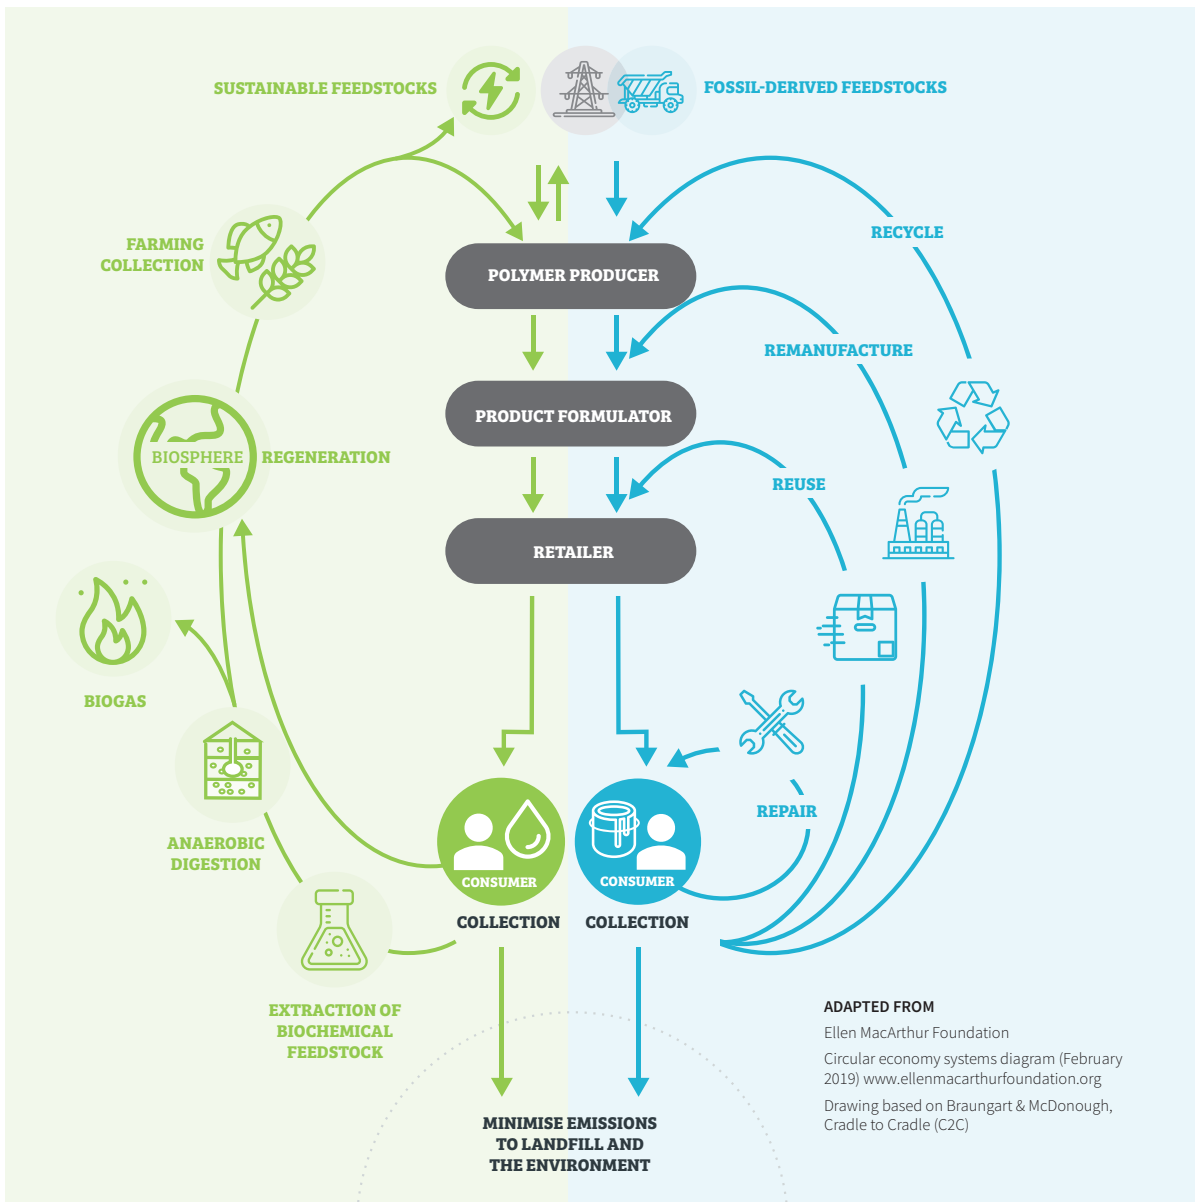 SUSTAINABLE FEEDSTOCKS
FOSSIL-DERIVED FEEDSTOCKS
RECYCLE
FARMING
COLLECTION
POLYMER PRODUCER
REMANUFACTURE
PRODUCT FORMULATOR
BIOSPHERE REGENERATION
REUSE
RETAILER
BIOGAS
REPAIR
ANAEROBIC
DIGESTION
CONSUMER
CONSUMER
COLLECTION
COLLECTION
EXTRACTION OF
BIOCHEMICAL
FEEDSTOCK
ADAPTED FROM
Ellen MacArthur Foundation
Circular economy systems diagram (February
2019) www.ellenmacarthurfoundation.org
Drawing based on Braungart & McDonough,
Cradle to Cradle (C2C)
MINIMISE EMISSIONS
TO LANDFILL AND
THE ENVIRONMENT